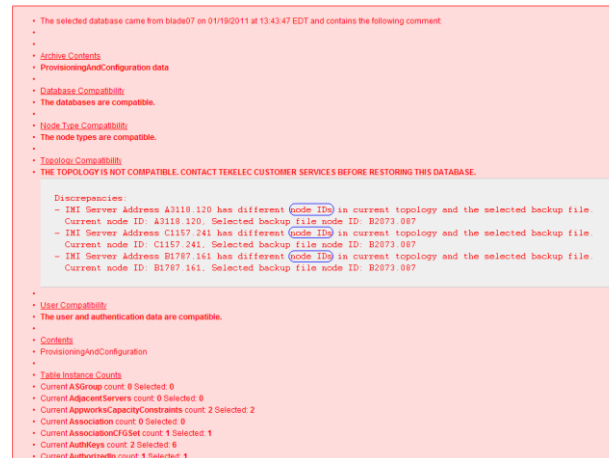 The selected database came from blade07 on 01/19/2011 at 13:43:47 EDT and contains the following comment:
Archive Contents
ProvisioningAndConfiguration data
Database Compatibility
The databases are compatible.
Node Type Compatibility
The node types are compatible.
Topology Compatibility
THE TOPOLOGY IS NOT COMPATIBLE. CONTACT TEKELEC CUSTOMER SERVICES BEFORE RESTORING THIS DATABASE.
Discrepancies:
- IMI Server Address A3118.120 has different node IDs in current topology and the selected backup file.
Current node ID: A3118.120, Selected backup file node ID: B2073.087
- IMI Server Address C1157.241 has different node IDs in current topology and the selected backup file.
Current node ID: C1157.241, Selected backup file node ID: B2073.087
- IMI Server Address B1787.161 has different node IDs in current topology and the selected backup file.
Current node ID: B1787.161, Selected backup file node ID: B2073.087
User Compatibility
The user and authentication data are compatible.
Contents
ProvisioningAndConfiguration
Table Instance Counts
Current ASGroup count: 0 Selected: 0
Current AdjacentServers count: 0 Selected: 0
Current AppworksCapacityConstraints count: 2 Selected: 2
Current Association count: 0 Selected: 0
Current AssociationCFGSet count: 1 Selected: 1
Current AuthKeys count: 2 Selected: 6
Current AuthorizedIp count: 1 Selected: 1